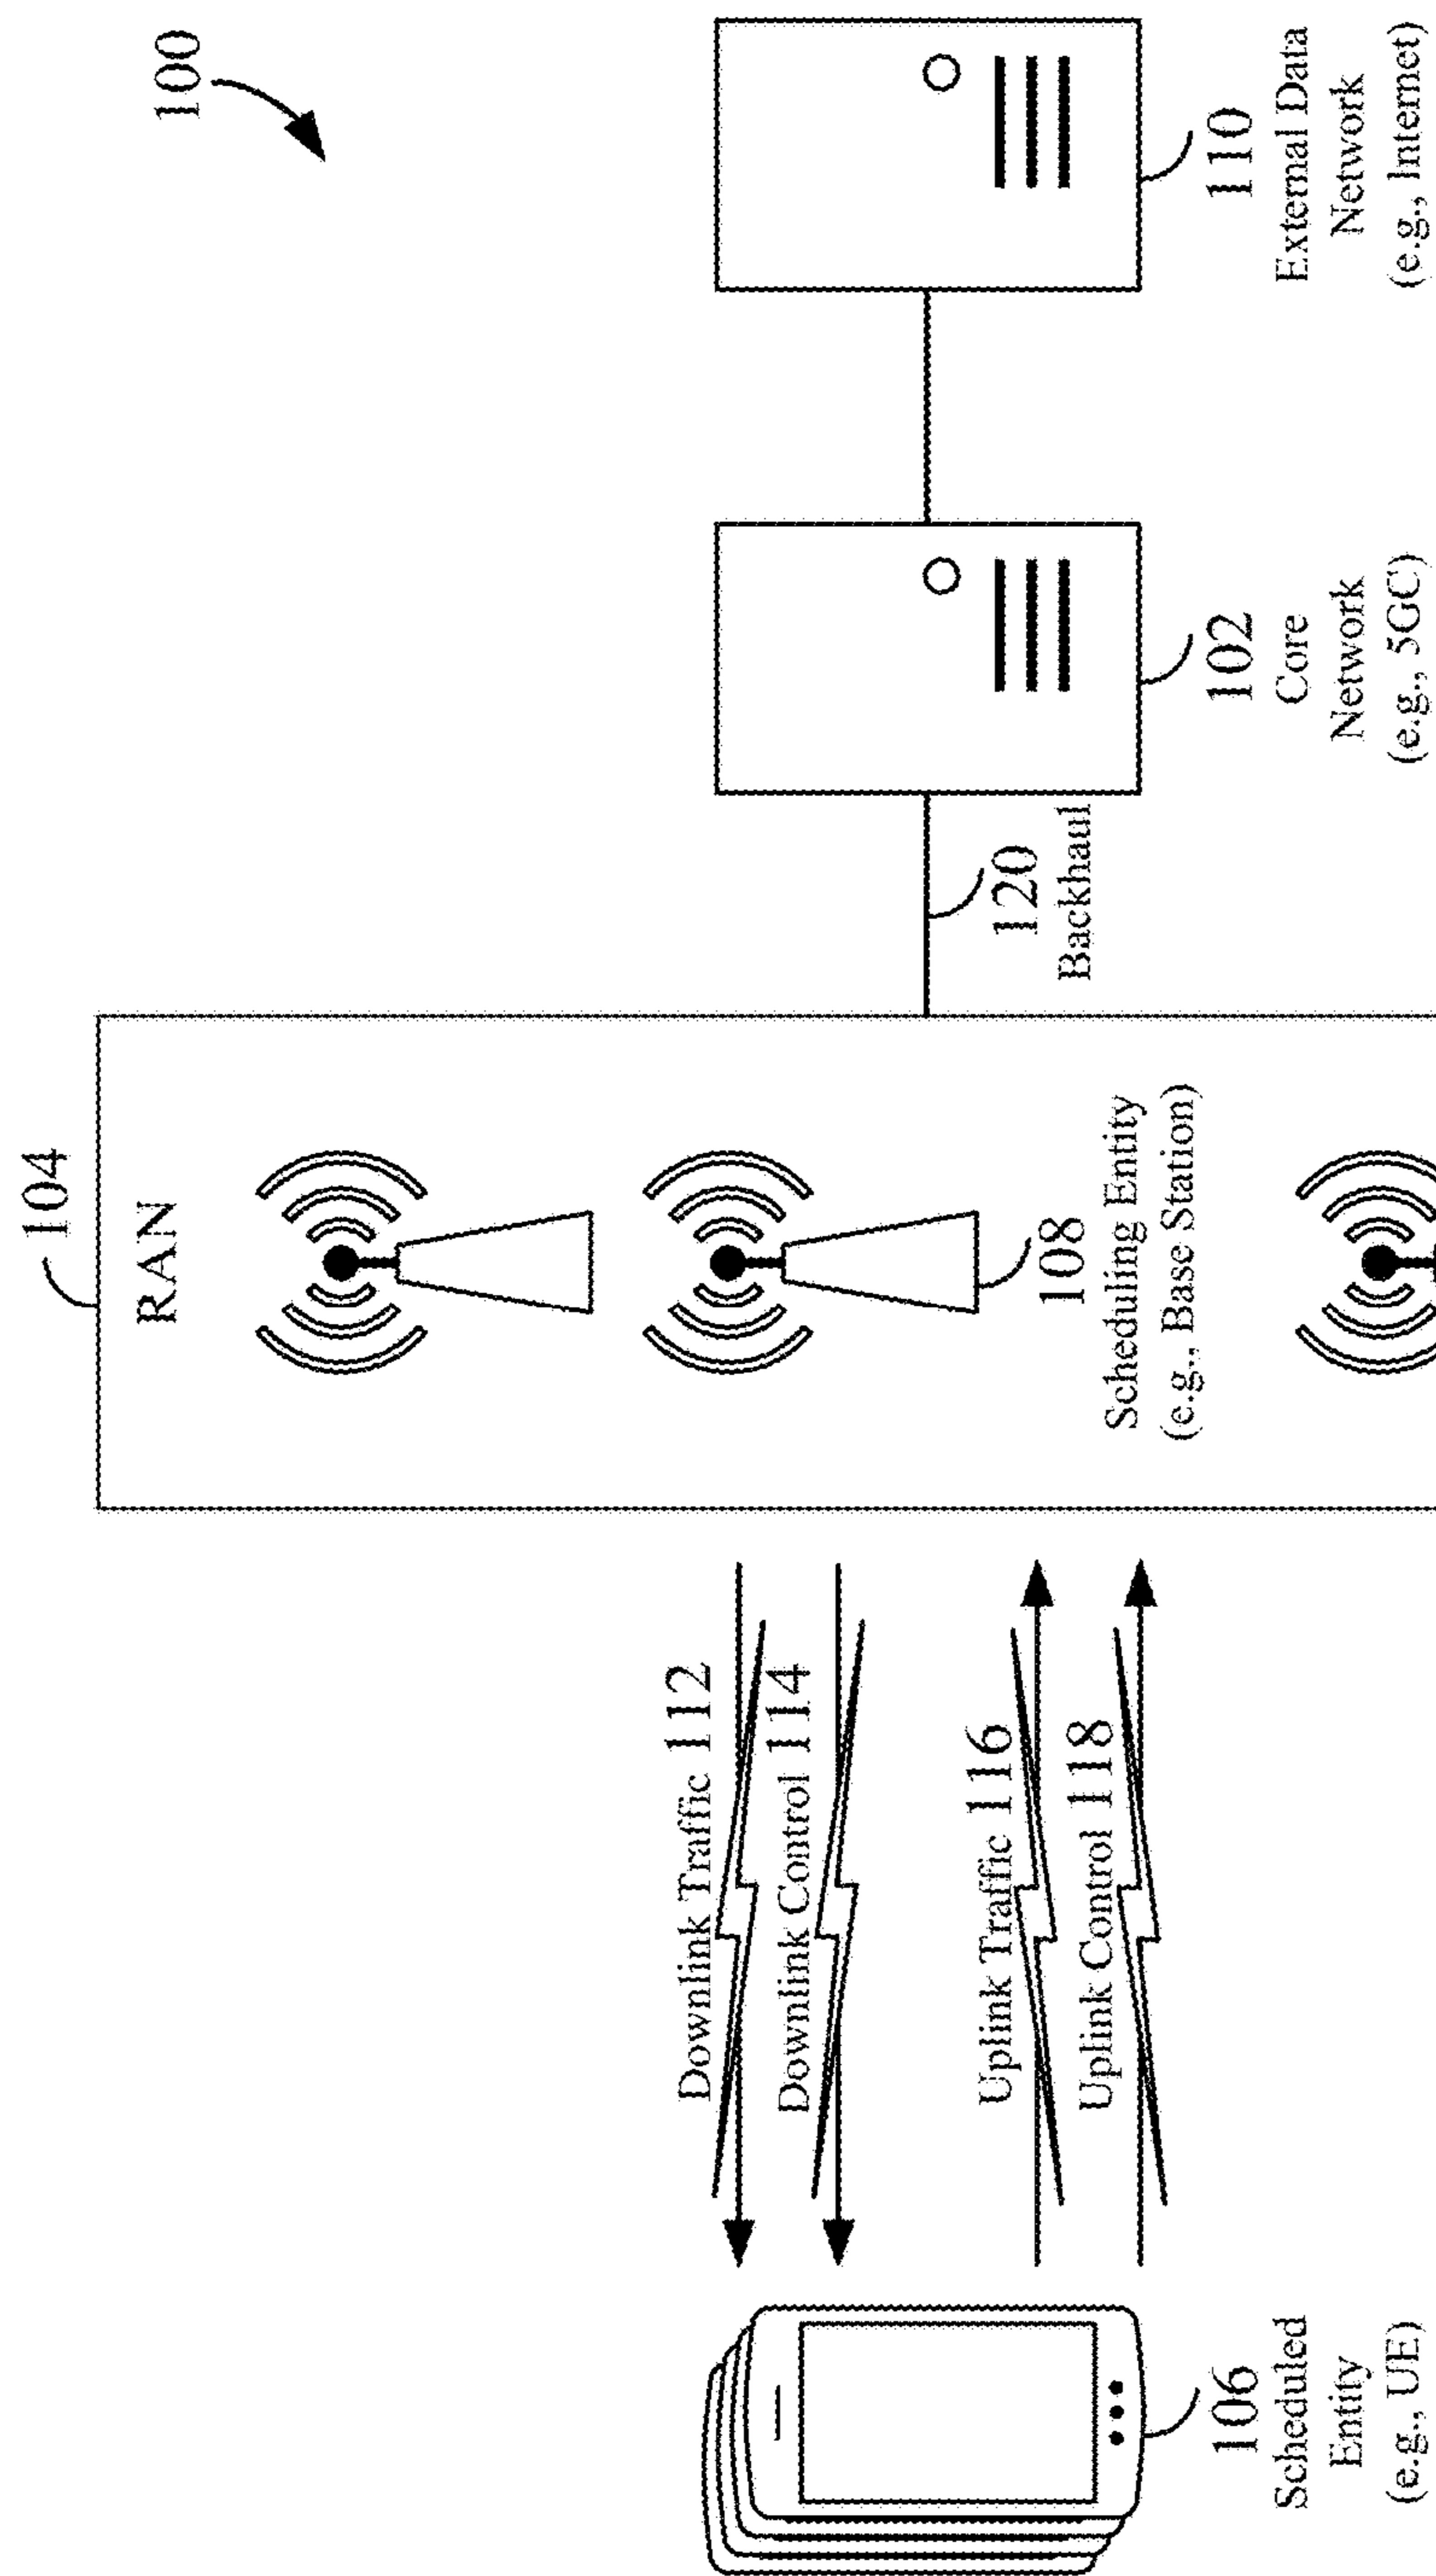 100
104
RAN
Downlink Traffic 112
Downlink Control 114
Uplink Traffic 116
Uplink Control 118
108
Scheduling Entity
(e.g., Base Station)
120
Backhaul
106
Scheduled
Entity
(e.g., UE)
102
Core
Network
(e.g., 5GC)
110
External Data
Network
(e.g., Internet)